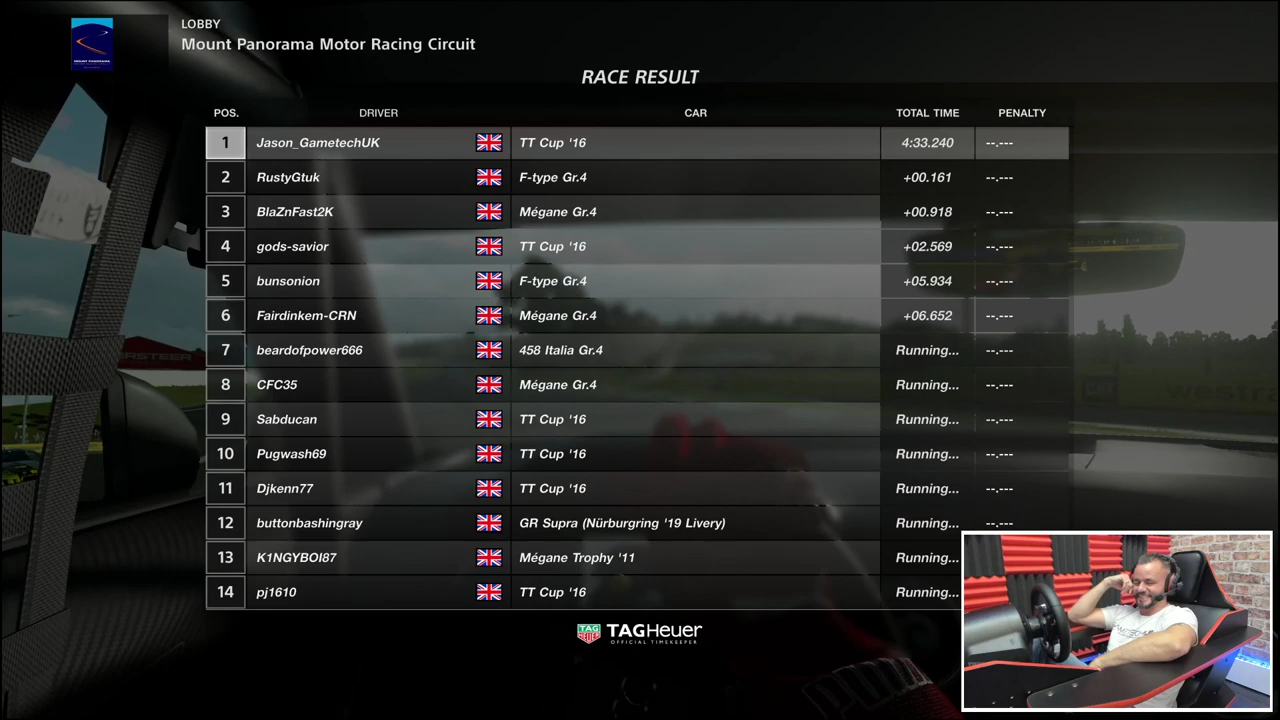 LOBBY
Mount Panorama Motor Racing Circuit
RACE RESULT
POS. DRIVER CAR TOTAL TIME PENALTY
1 Jason_GametechUK TT Cup '16 4:33.240 --.---
2 RustyGtuk F-type Gr.4 +00.161 --.---
3 BlaZnFast2K Mégane Gr.4 +00.918 --.---
4 gods-savior TT Cup '16 +02.569 --.---
5 bunsonion F-type Gr.4 +05.934 --.---
6 Fairdinkem-CRN Mégane Gr.4 +06.652 --.---
7 beardofpower666 458 Italia Gr.4 Running... --.---
8 CFC35 Mégane Gr.4 Running... --.---
9 Sabducan TT Cup '16 Running... --.---
10 Pugwash69 TT Cup '16 Running... --.---
11 Djkenn77 TT Cup '16 Running... --.---
12 buttonbashingray GR Supra (Nürburgring '19 Livery) Running... --.---
13 K1NGYBOI87 Mégane Trophy '11 Running...
14 pj1610 TT Cup '16 Running...
TAG HEUER TAGHeuer
OFFICIAL TIMEKEEPER